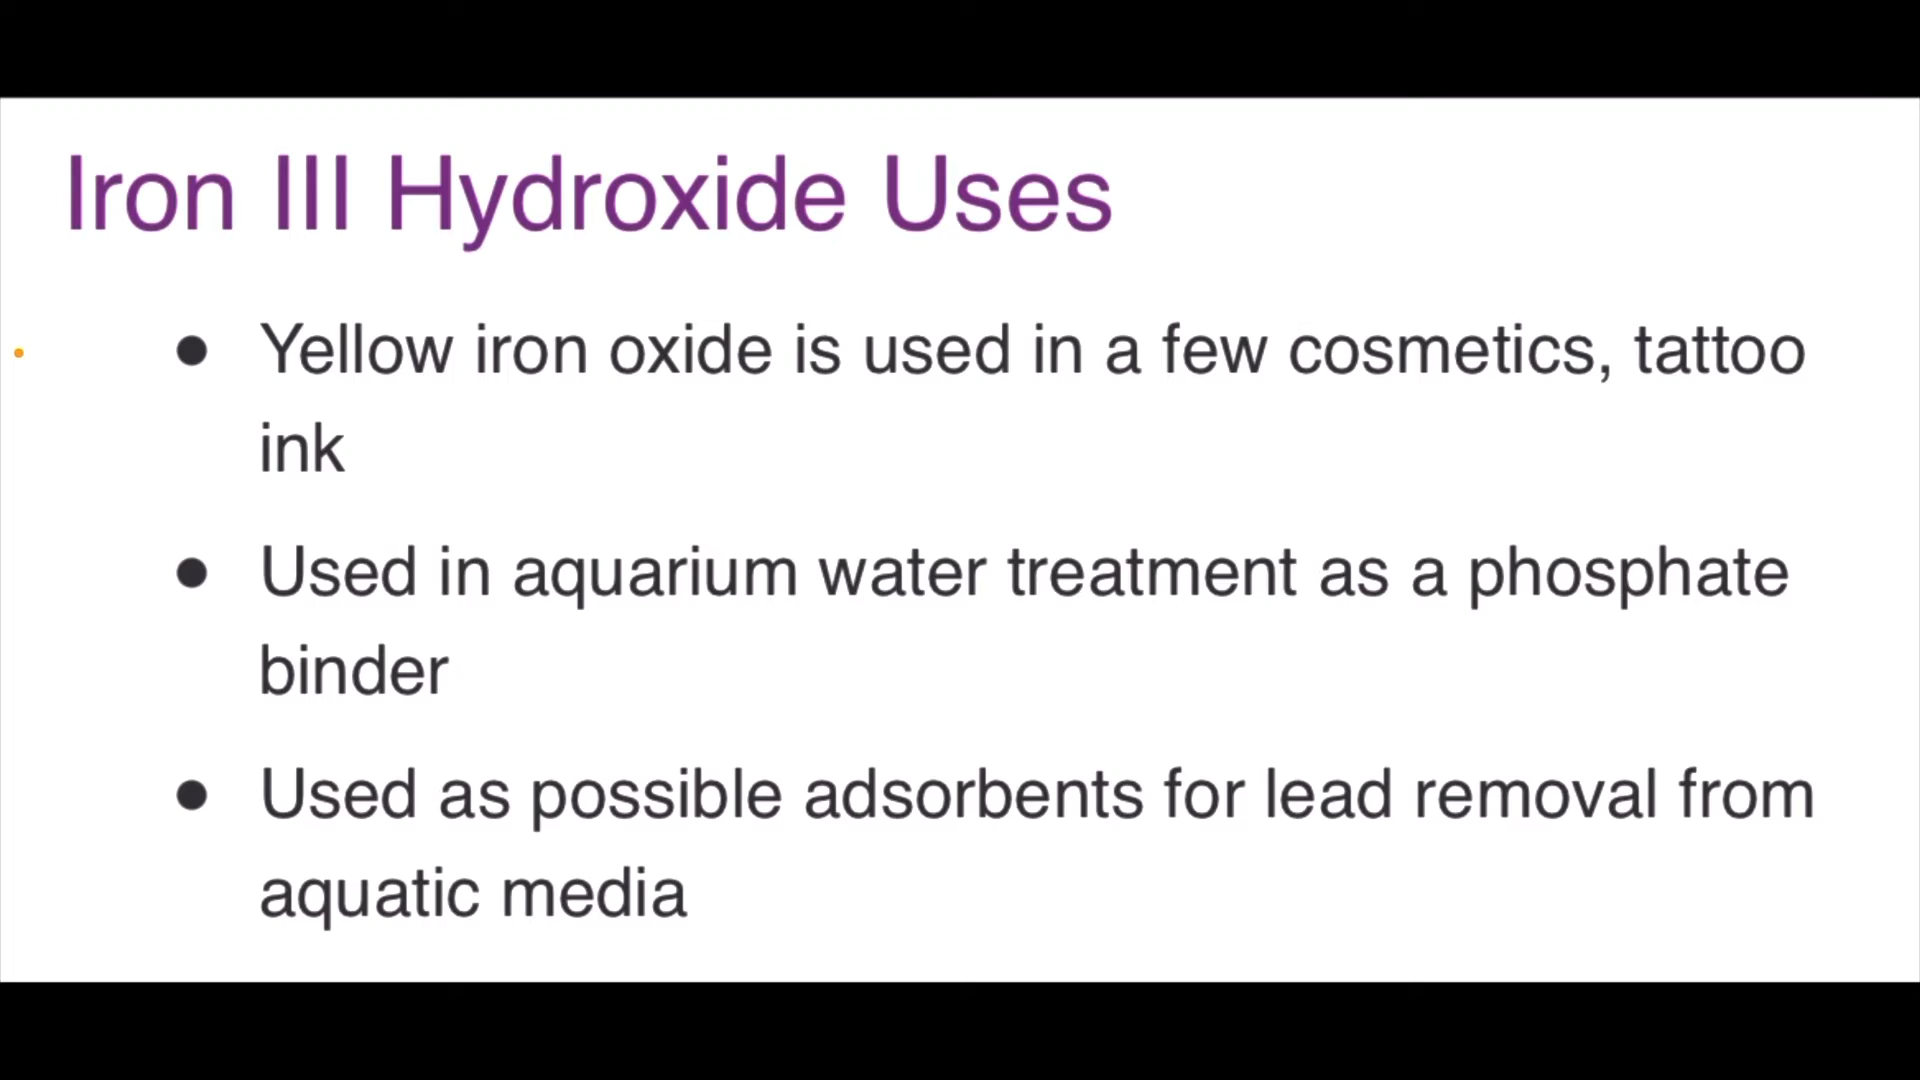 Iron III Hydroxide Uses
● Yellow iron oxide is used in a few cosmetics, tattoo
ink
● Used in aquarium water treatment as a phosphate
binder
● Used as possible adsorbents for lead removal from
aquatic media